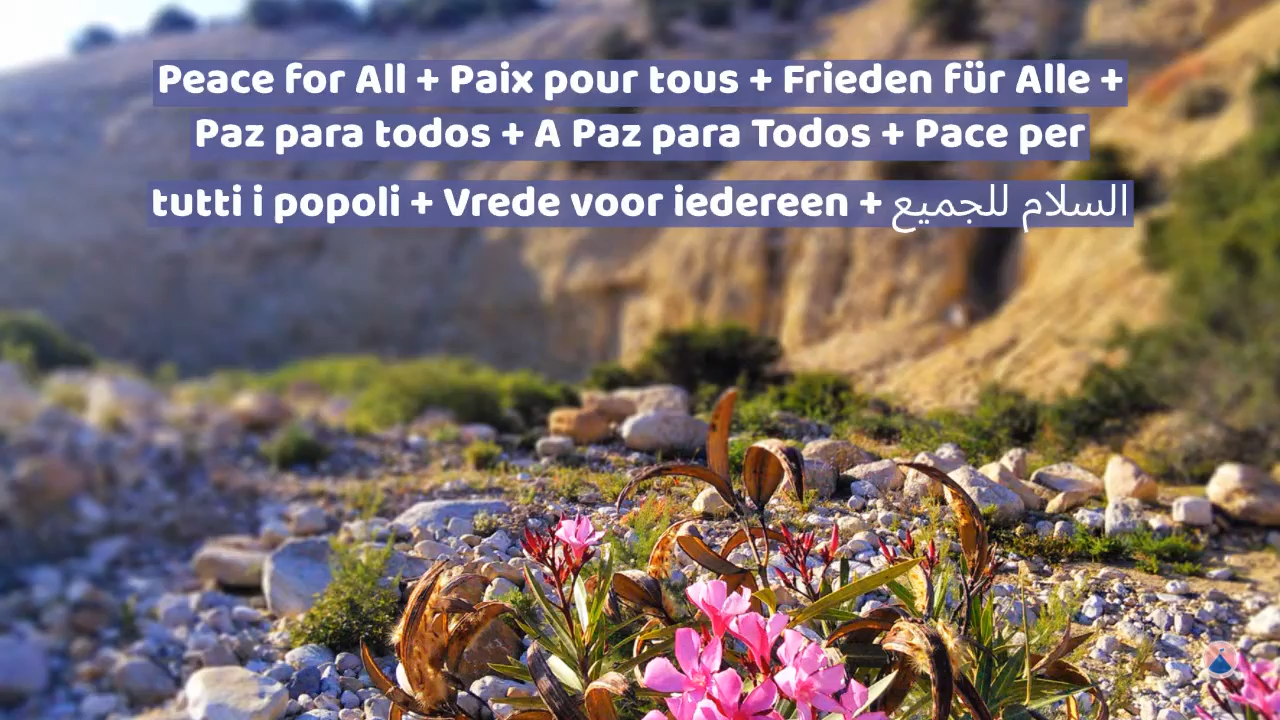 Peace for All + Paix pour tous + Frieden für Alle +
Paz para todos + A Paz para Todos + Pace per
tutti i popoli + Vrede voor iedereen + السلام للجميع